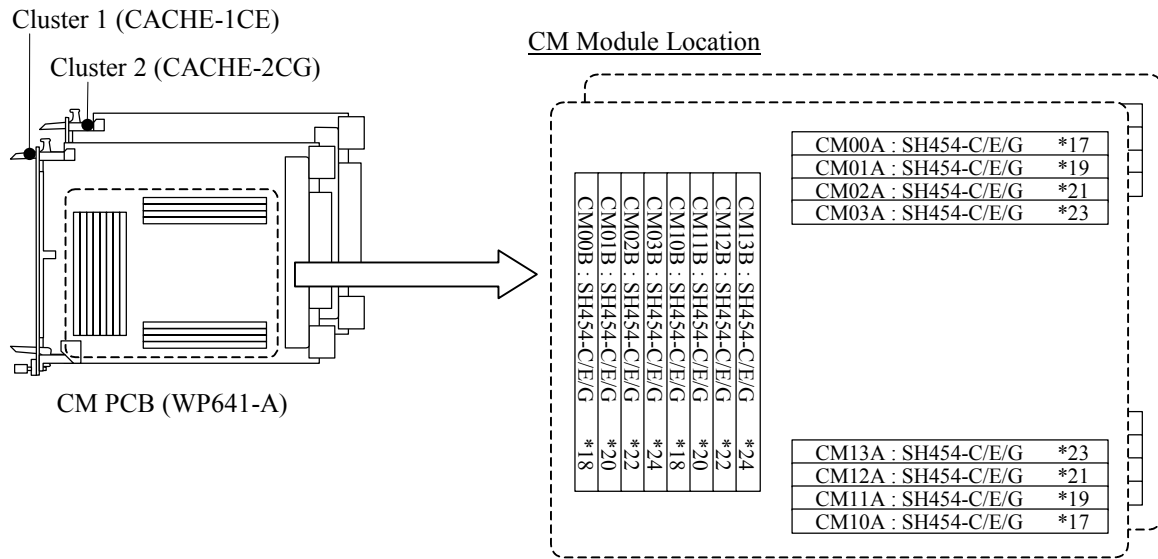 Cluster 1 (CACHE-1CE)
Cluster 2 (CACHE-2CG)
CM PCB (WP641-A)
CM Module Location
CM00A : SH454-C/E/G *17
CM01A : SH454-C/E/G *19
CM02A : SH454-C/E/G *21
CM03A : SH454-C/E/G *23
CM13B : SH454-C/E/G *24
CM12B : SH454-C/E/G *22
CM11B : SH454-C/E/G *20
CM10B : SH454-C/E/G *18
CM03B : SH454-C/E/G *24
CM02B : SH454-C/E/G *22
CM01B : SH454-C/E/G *20
CM00B : SH454-C/E/G *18
CM13A : SH454-C/E/G *23
CM12A : SH454-C/E/G *21
CM11A : SH454-C/E/G *19
CM10A : SH454-C/E/G *17